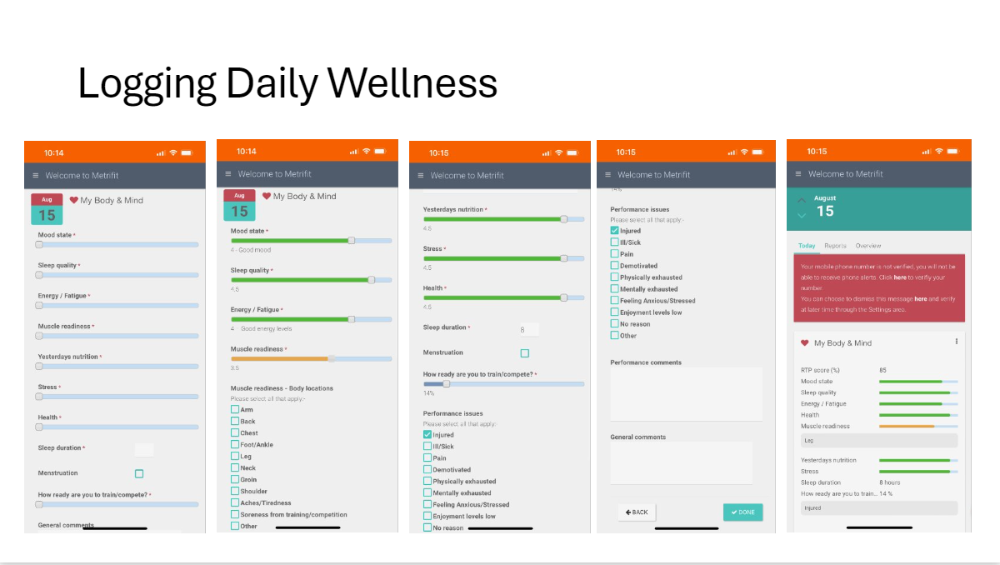 Logging Daily Wellness
10:14
≡ Welcome to Metrifit
Aug
15
My Body & Mind
Mood state *
Sleep quality *
Energy / Fatigue *
Muscle readiness *
Yesterdays nutrition *
Stress *
Health *
Sleep duration *
Menstruation
How ready are you to train/compete? *
General comments
10:14
≡ Welcome to Metrifit
Aug
15
My Body & Mind
Mood state *
4 - Good mood
Sleep quality *
4.5
Energy / Fatigue *
4 Good energy levels
Muscle readiness *
3.5
Muscle readiness - Body locations
Please select all that apply:-
Arm
Back
Chest
Foot/Ankle
Leg
Neck
Groin
Shoulder
Aches/Tiredness
Soreness from training/competition
Other
10:15
≡ Welcome to Metrifit
Yesterdays nutrition *
4.5
Stress *
4.5
Health *
4.5
Sleep duration *
8
Menstruation
How ready are you to train/compete? *
14%
Performance issues
Please select all that apply:-
Injured
Ill/Sick
Pain
Demotivated
Physically exhausted
Mentally exhausted
Feeling Anxious/Stressed
Enjoyment levels low
No reason
10:15
≡ Welcome to Metrifit
14%
Performance issues
Please select all that apply:-
Injured
Ill/Sick
Pain
Demotivated
Physically exhausted
Mentally exhausted
Feeling Anxious/Stressed
Enjoyment levels low
No reason
Other
Performance comments
General comments
BACK
DONE
10:15
≡ Welcome to Metrifit
August
15
Today Reports Overview
Your mobile phone number is not verified, you will not be
able to receive phone alerts. Click here to verify your
number.
You can choose to dismiss this message here and verify
at later time through the Settings area.
My Body & Mind
RTP score (%) 85
Mood state
Sleep quality
Energy / Fatigue
Health
Muscle readiness
Leg
Yesterdays nutrition
Stress
Sleep duration 8 hours
How ready are you to train... 14 %
Injured